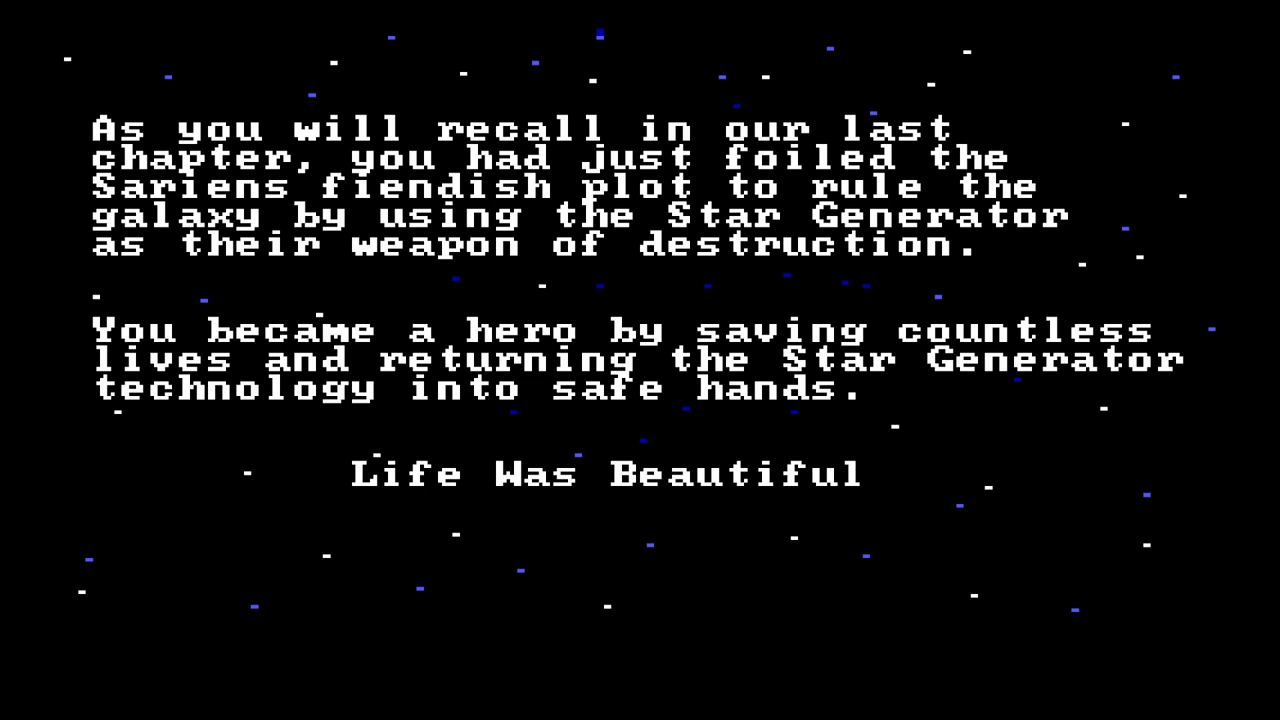 As you will recall in our last
chapter, you had just foiled the
Sariens fiendish plot to rule the
galaxy by using the Star Generator
as their weapon of destruction.
You became a hero by saving countless
lives and returning the Star Generator
technology into safe hands.
Life Was Beautiful